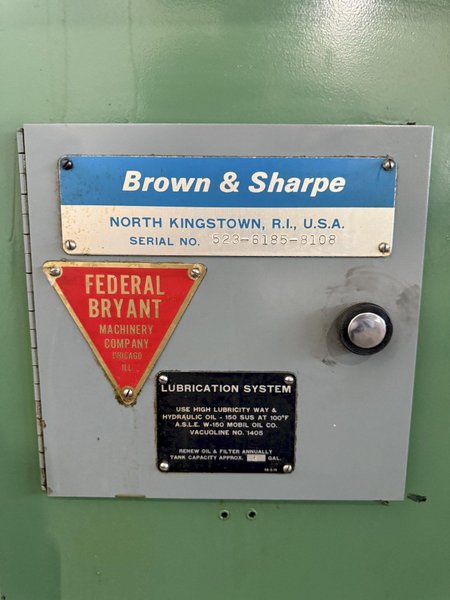 Brown & Sharpe
NORTH KINGSTOWN, R.I., U.S.A.
SERIAL NO. 523-6185-8108
FEDERAL
BRYANT
MACHINERY
COMPANY
CHICAGO
ILL.
LUBRICATION SYSTEM
USE HIGH LUBRICITY WAY &
HYDRAULIC OIL - 150 SUS AT 100°F
A.S.L.E. W-150 MOBIL OIL CO.
VACUOLINE NO. 1405
RENEW OIL & FILTER ANNUALLY
TANK CAPACITY APPROX. GAL.